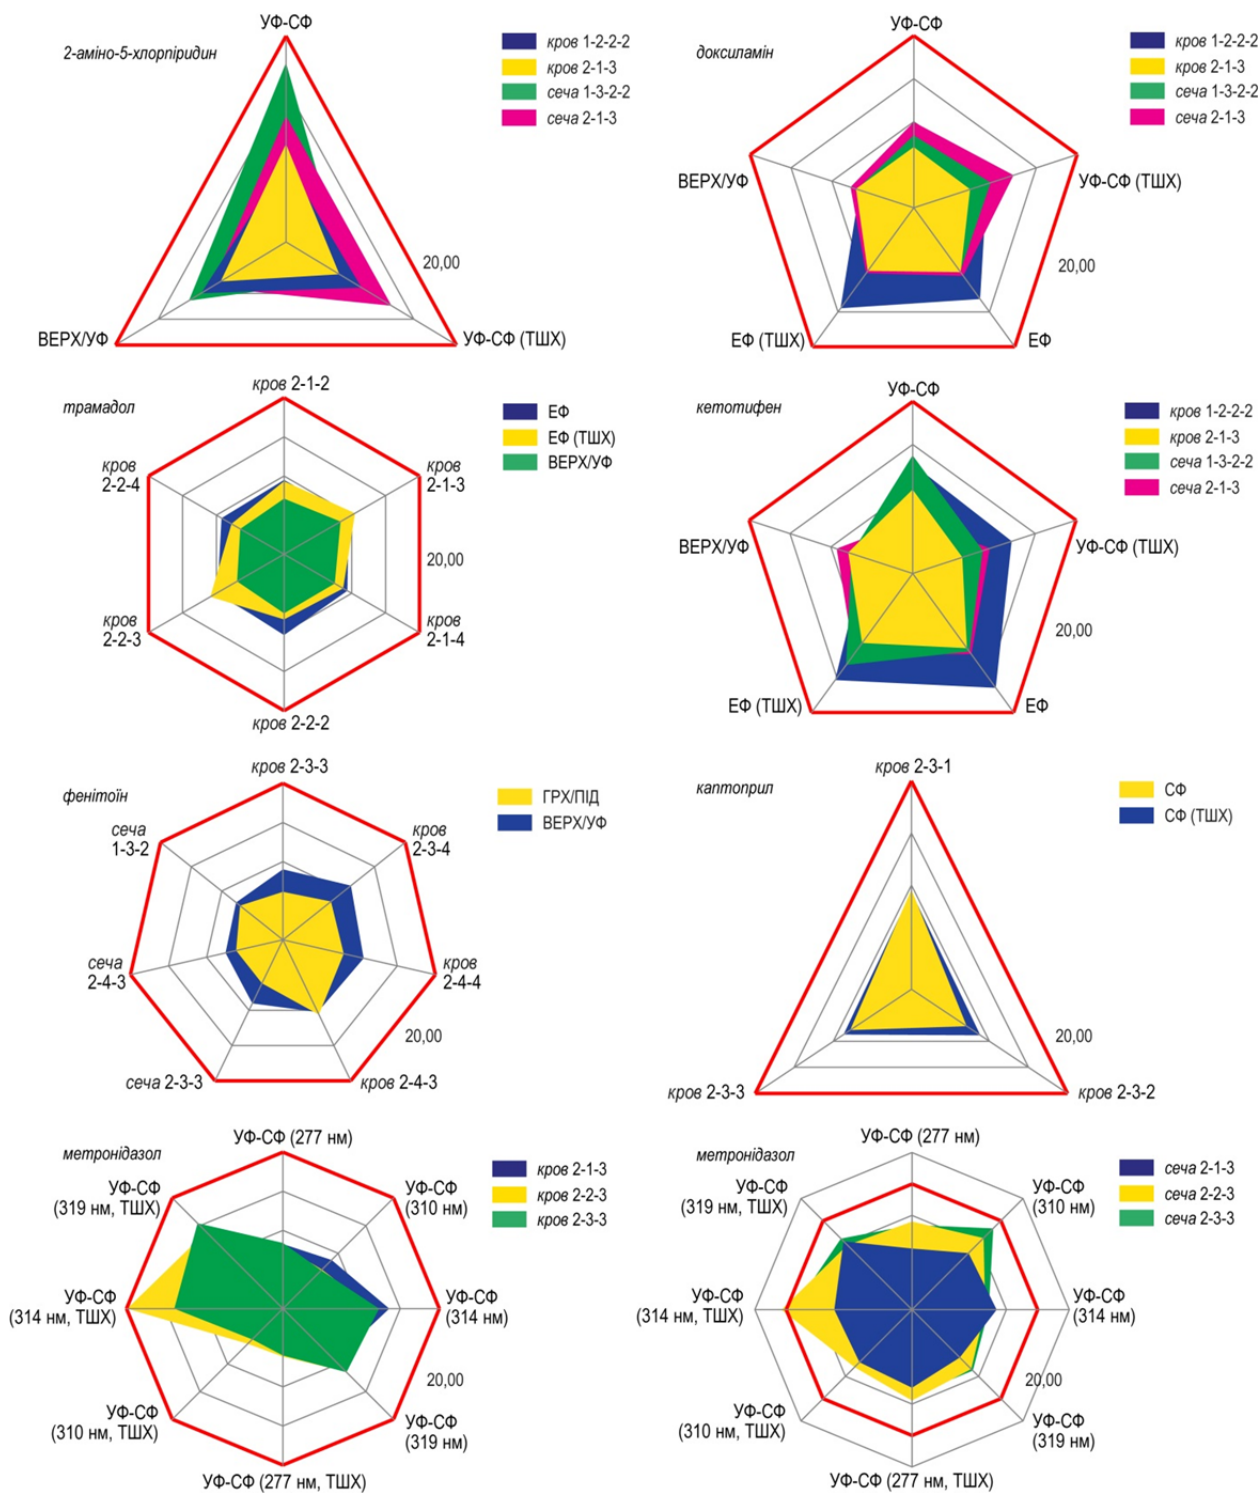 2-аміно-5-хлорпіридин
УФ-СФ
УФ-СФ (ТШХ)
ВЕРХ/УФ
20,00
кров 1-2-2-2
кров 2-1-3
сеча 1-3-2-2
сеча 2-1-3
доксиламін
УФ-СФ
УФ-СФ (ТШХ)
ЕФ
ЕФ (ТШХ)
ВЕРХ/УФ
20,00
кров 1-2-2-2
кров 2-1-3
сеча 1-3-2-2
сеча 2-1-3
трамадол
кров 2-1-2
кров
2-1-3
кров
2-1-4
кров 2-2-2
кров
2-2-3
кров
2-2-4
20,00
ЕФ
ЕФ (ТШХ)
ВЕРХ/УФ
кетотифен
УФ-СФ
УФ-СФ (ТШХ)
ЕФ
ЕФ (ТШХ)
ВЕРХ/УФ
20,00
кров 1-2-2-2
кров 2-1-3
сеча 1-3-2-2
сеча 2-1-3
фенітоїн
кров 2-3-3
кров
2-3-4
кров
2-4-4
кров 2-4-3
сеча 2-3-3
сеча
2-4-3
сеча
1-3-2
20,00
ГРХ/ПІД
ВЕРХ/УФ
каптоприл
кров 2-3-1
кров 2-3-2
кров 2-3-3
20,00
СФ
СФ (ТШХ)
метронідазол
УФ-СФ (277 нм)
УФ-СФ
(310 нм)
УФ-СФ
(314 нм)
УФ-СФ
(319 нм)
УФ-СФ (277 нм, ТШХ)
УФ-СФ
(310 нм, ТШХ)
УФ-СФ
(314 нм, ТШХ)
УФ-СФ
(319 нм, ТШХ)
20,00
кров 2-1-3
кров 2-2-3
кров 2-3-3
метронідазол
УФ-СФ (277 нм)
УФ-СФ
(310 нм)
УФ-СФ
(314 нм)
УФ-СФ
(319 нм)
УФ-СФ (277 нм, ТШХ)
УФ-СФ
(310 нм, ТШХ)
УФ-СФ
(314 нм, ТШХ)
УФ-СФ
(319 нм, ТШХ)
20,00
сеча 2-1-3
сеча 2-2-3
сеча 2-3-3